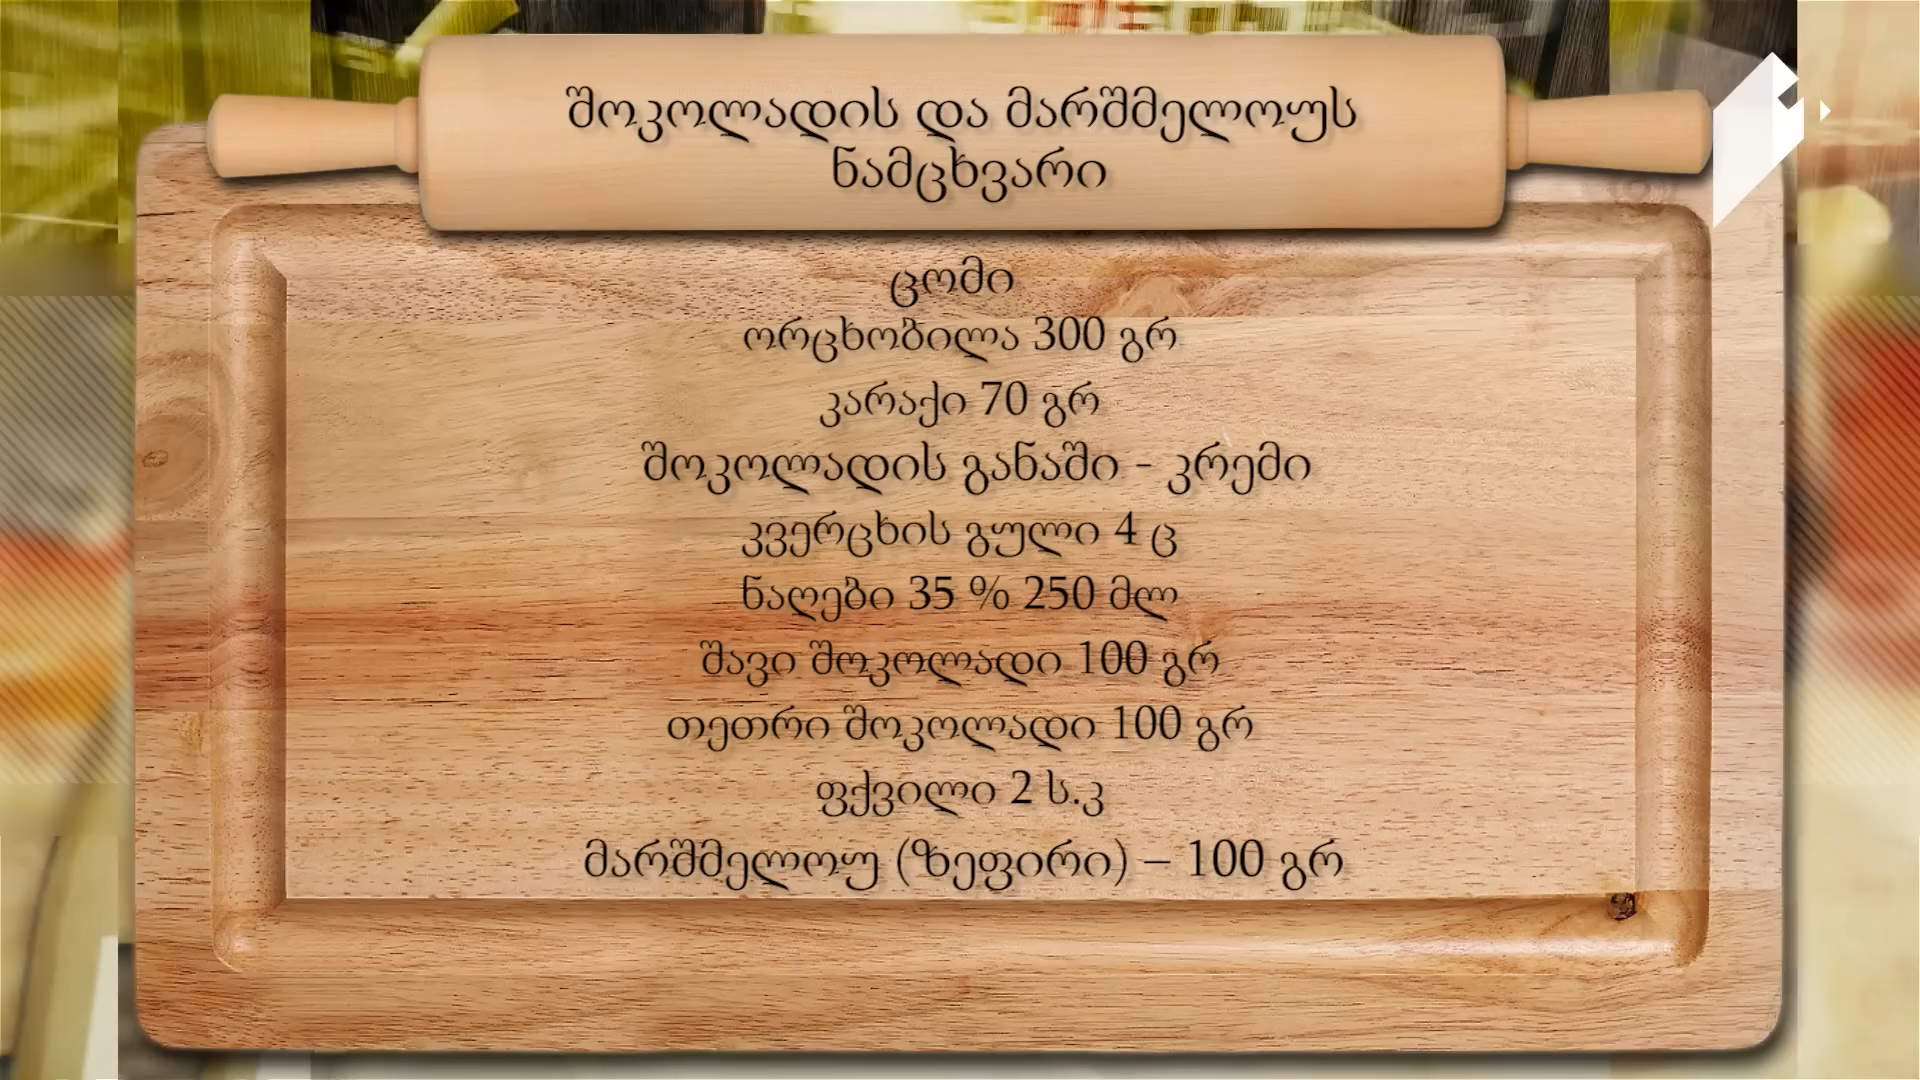 შოკოლადის და მარშმელოუს
ნამცხვარი
ცომი
ორცხობილა 300 გრ
კარაქი 70 გრ
შოკოლადის განაში - კრემი
კვერცხის გული 4 ც
ნაღები 35 % 250 მლ
შავი შოკოლადი 100 გრ
თეთრი შოკოლადი 100 გრ
ფქვილი 2 ს.კ
მარშმელოუ (ზეფირი) – 100 გრ